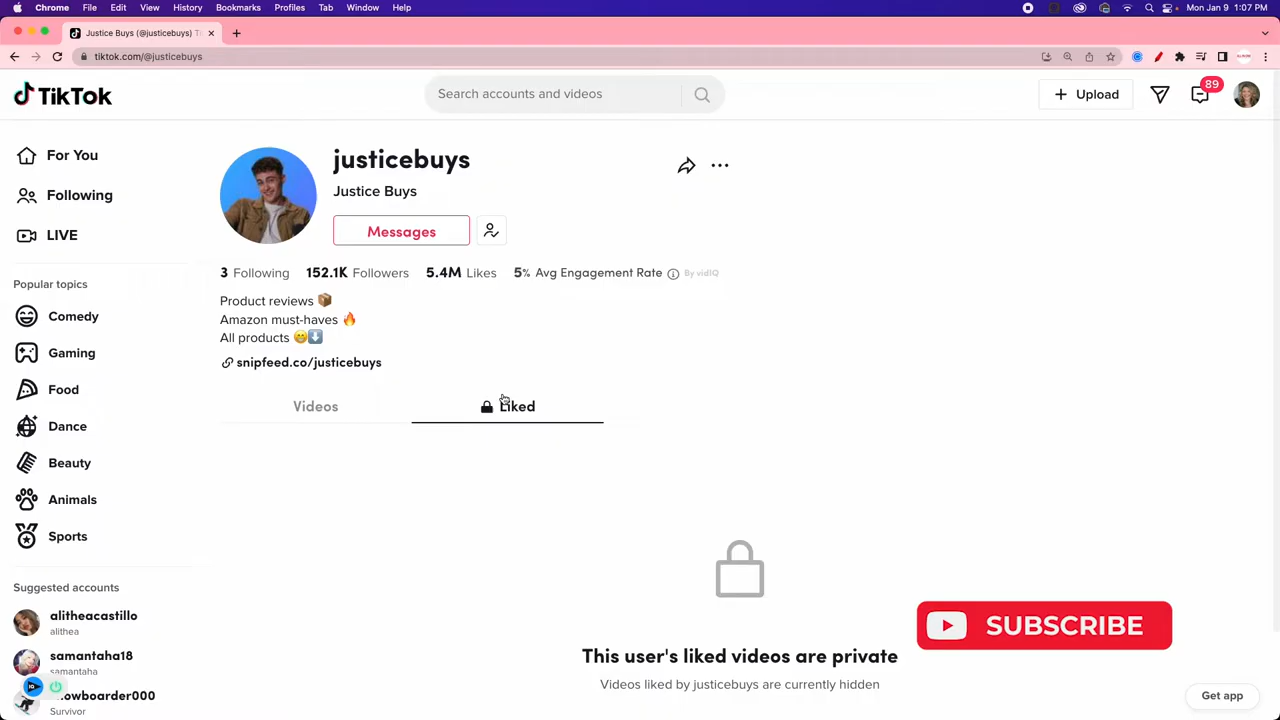 Chrome File Edit View History Bookmarks Profiles Tab Window Help
Mon Jan 9 1:07 PM
Justice Buys (@justicebuys) T
tiktok.com/@justicebuys
TikTok
Search accounts and videos
Upload
89
For You
Following
LIVE
Popular topics
Comedy
Gaming
Food
Dance
Beauty
Animals
Sports
Suggested accounts
alitheacastillo
alithea
samantaha18
samantaha
owboarder000
Survivor
justicebuys
Justice Buys
Messages
3 Following 152.1K Followers 5.4M Likes 5% Avg Engagement Rate By vidIQ
Product reviews 📦
Amazon must-haves 🔥
All products 😁⬇️
snipfeed.co/justicebuys
Videos Liked
This user's liked videos are private
Videos liked by justicebuys are currently hidden
SUBSCRIBE
Get app